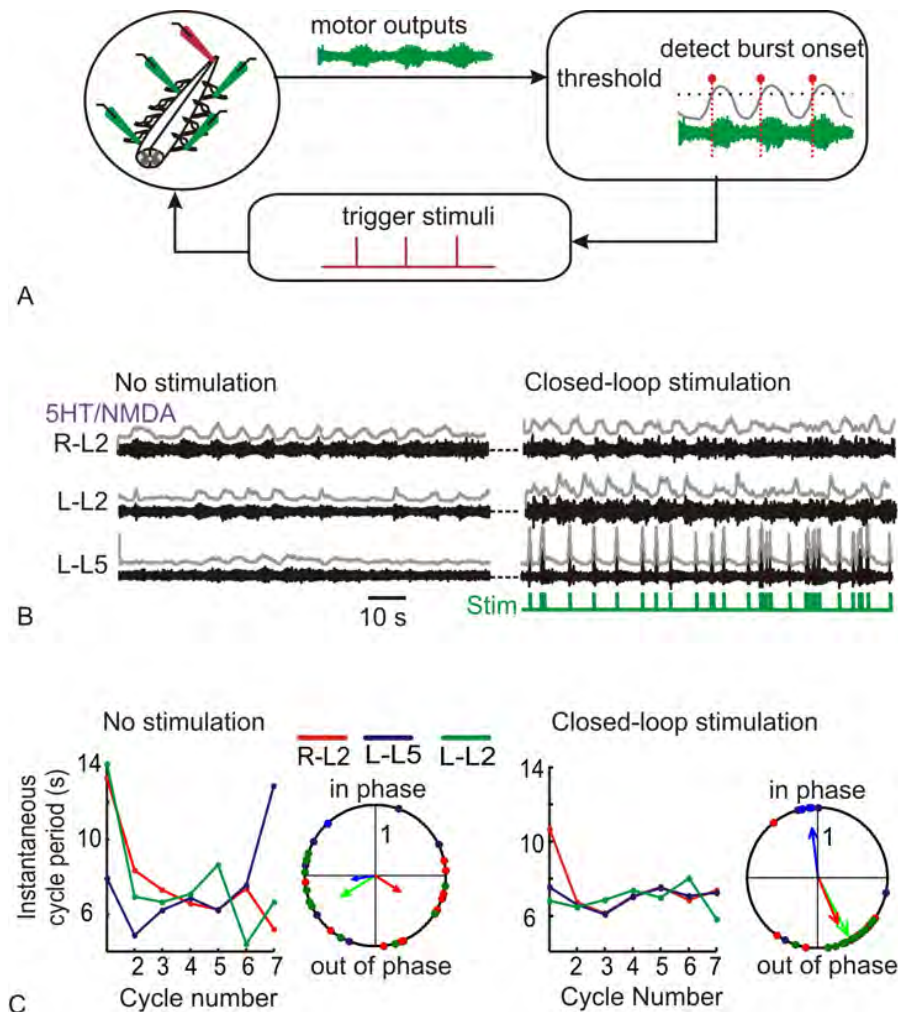 motor outputs
detect burst onset
threshold
trigger stimuli
A
No stimulation
Closed-loop stimulation
5HT/NMDA
R-L2
L-L2
L-L5
10 s
Stim
B
No stimulation
R-L2 L-L5 L-L2
Closed-loop stimulation
Instantaneous
cycle period (s)
14
10
6
2 3 4 5 6 7
Cycle number
in phase
1
out of phase
14
10
6
2 3 4 5 6 7
Cycle Number
in phase
1
out of phase
C